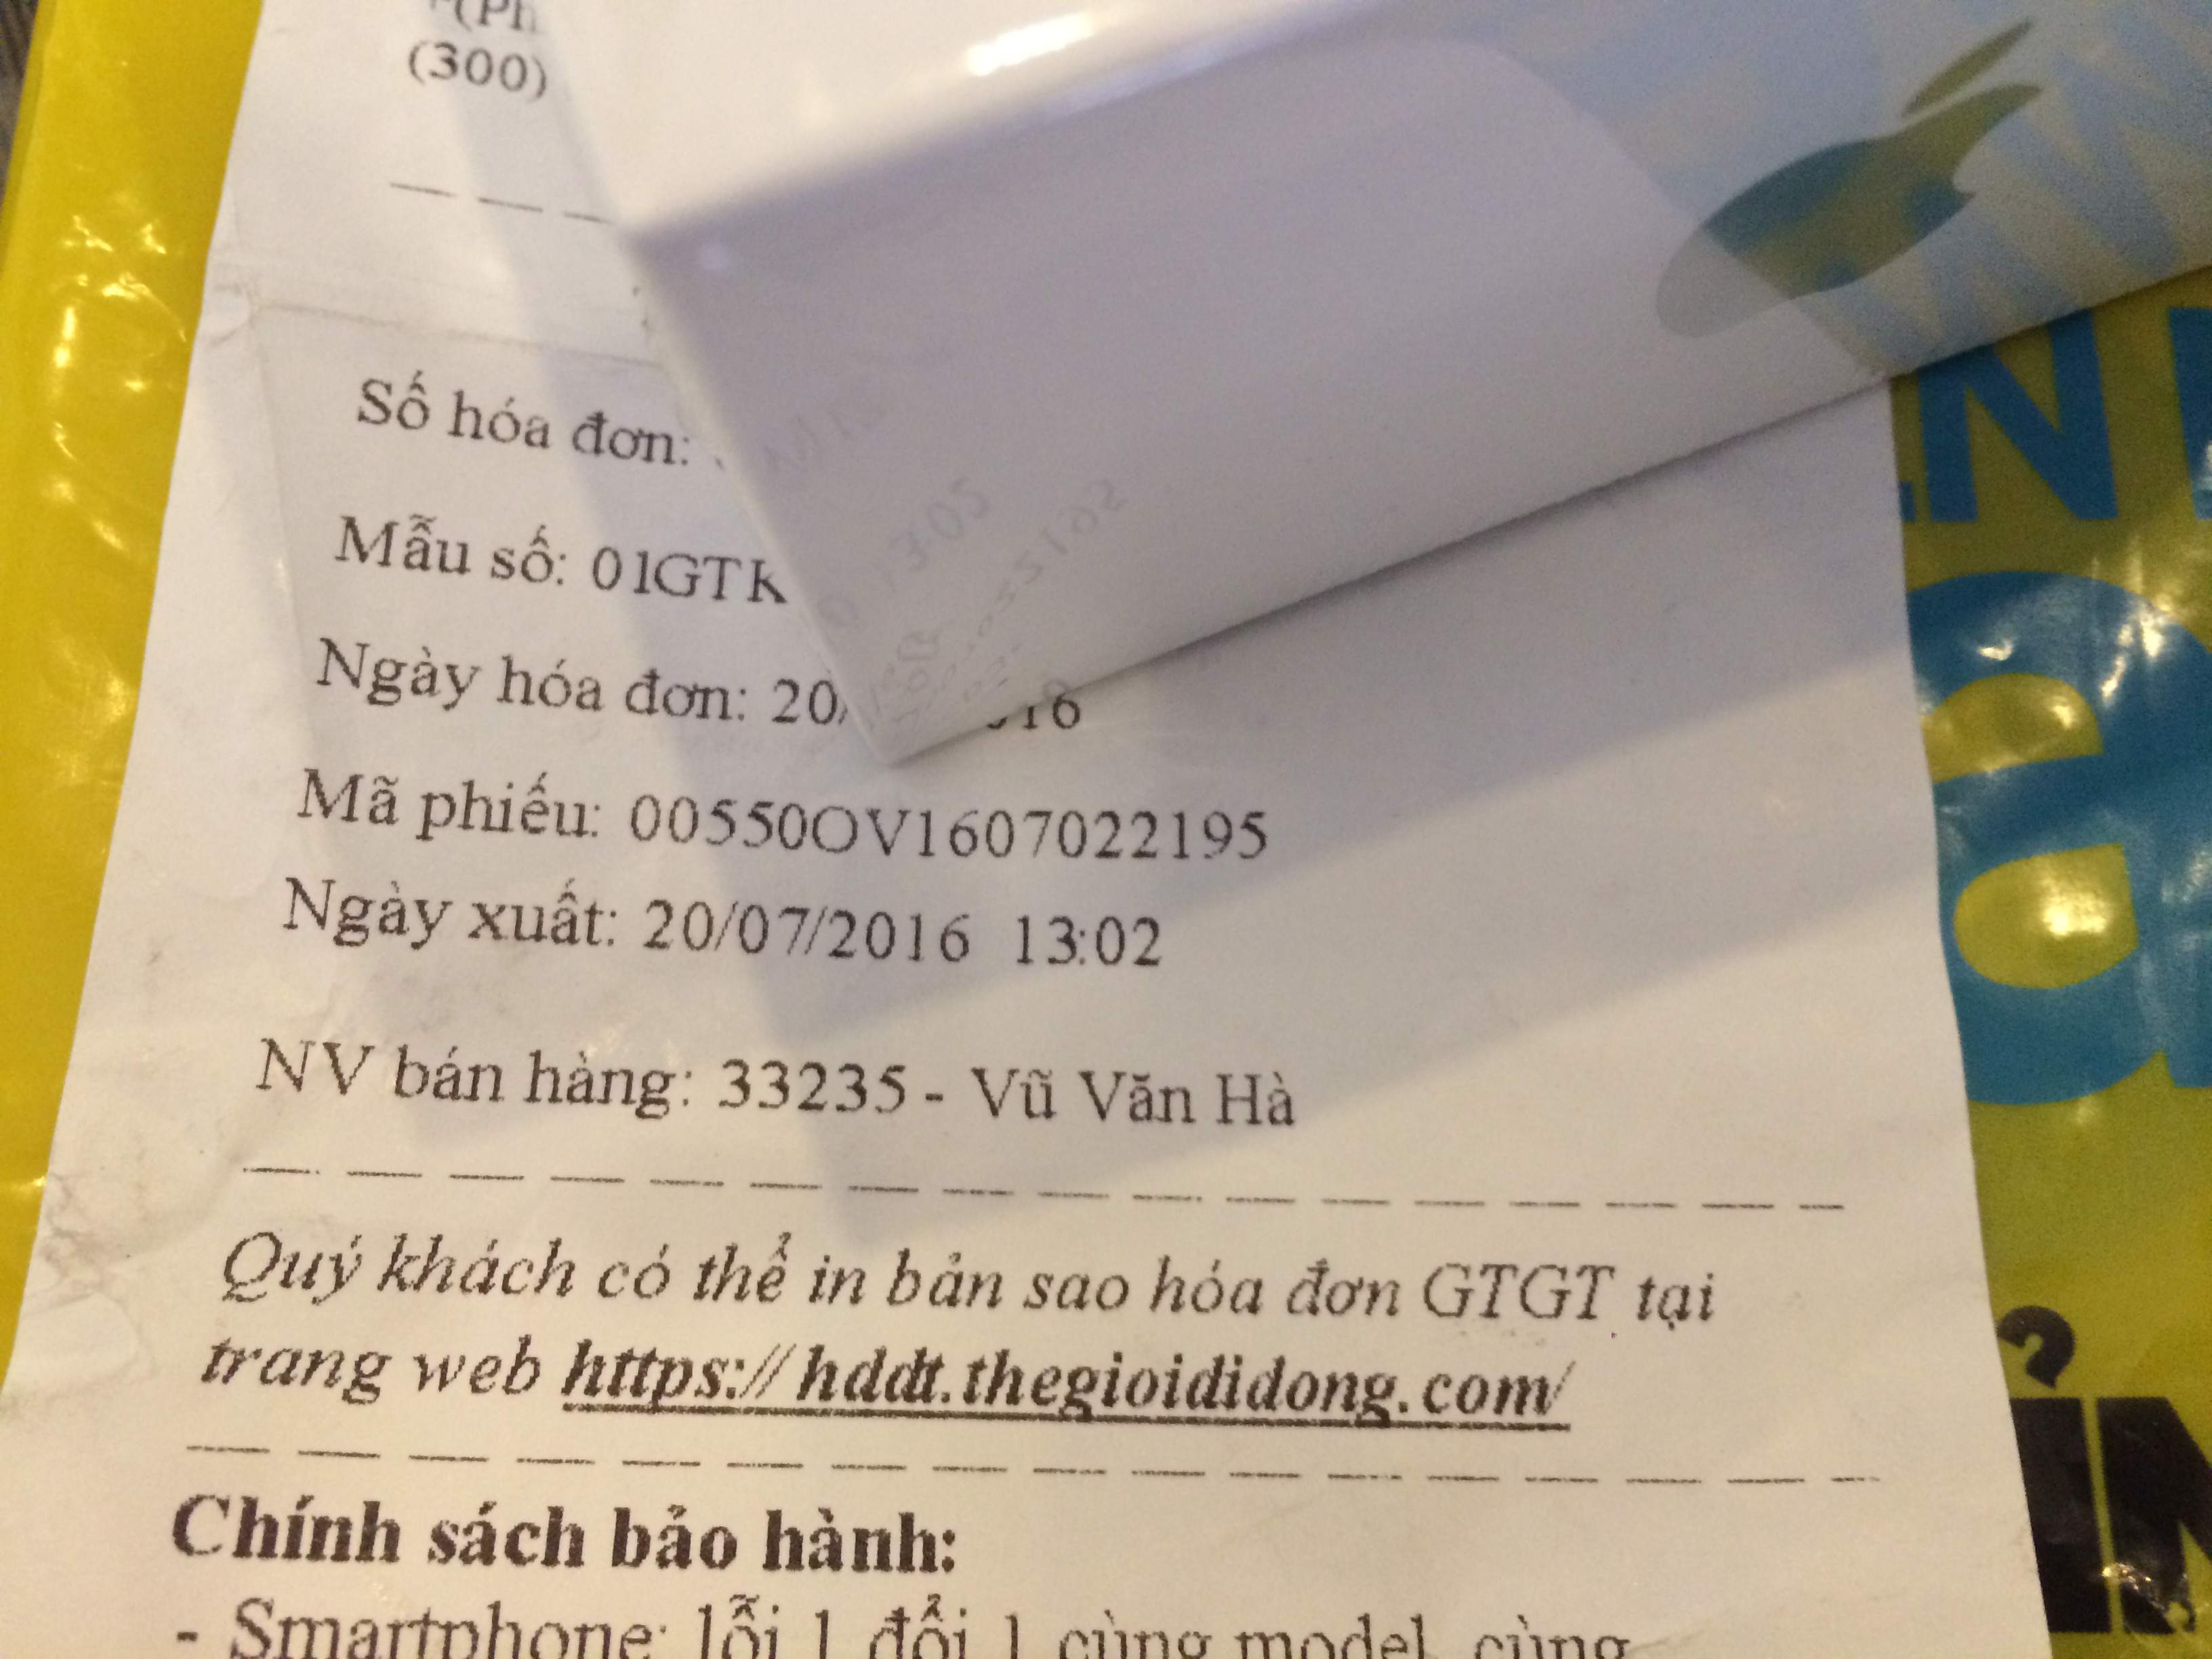 (300)
Số hóa đơn:
Mẫu số: 01GTK
Ngày hóa đơn: 20/ 16
Mã phiếu: 00550OV1607022195
Ngày xuất: 20/07/2016 13:02
NV bán hàng: 33235 - Vũ Văn Hà
Quý khách có thể in bản sao hóa đơn GTGT tại
trang web https://hddt.thegioididong.com/
Chính sách bảo hành:
- Smartphone: lỗi 1 đổi 1 cùng model, cùng